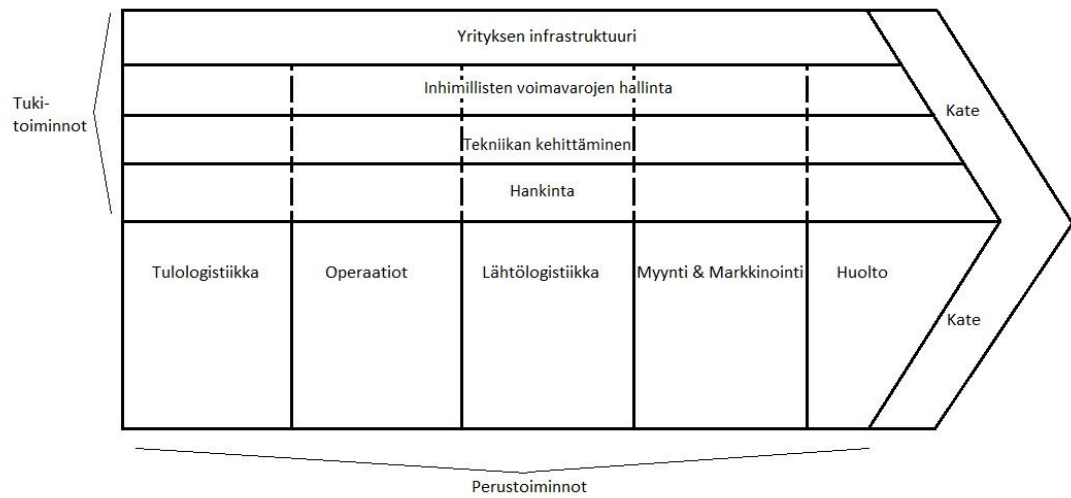 Yrityksen infrastruktuuri
Inhimillisten voimavarojen hallinta
Tuki-
toiminnot
Kate
Tekniikan kehittäminen
Hankinta
Tulologistiikka
Operaatiot
Lähtölogistiikka
Myynti & Markkinointi
Huolto
Kate
Perustoiminnot